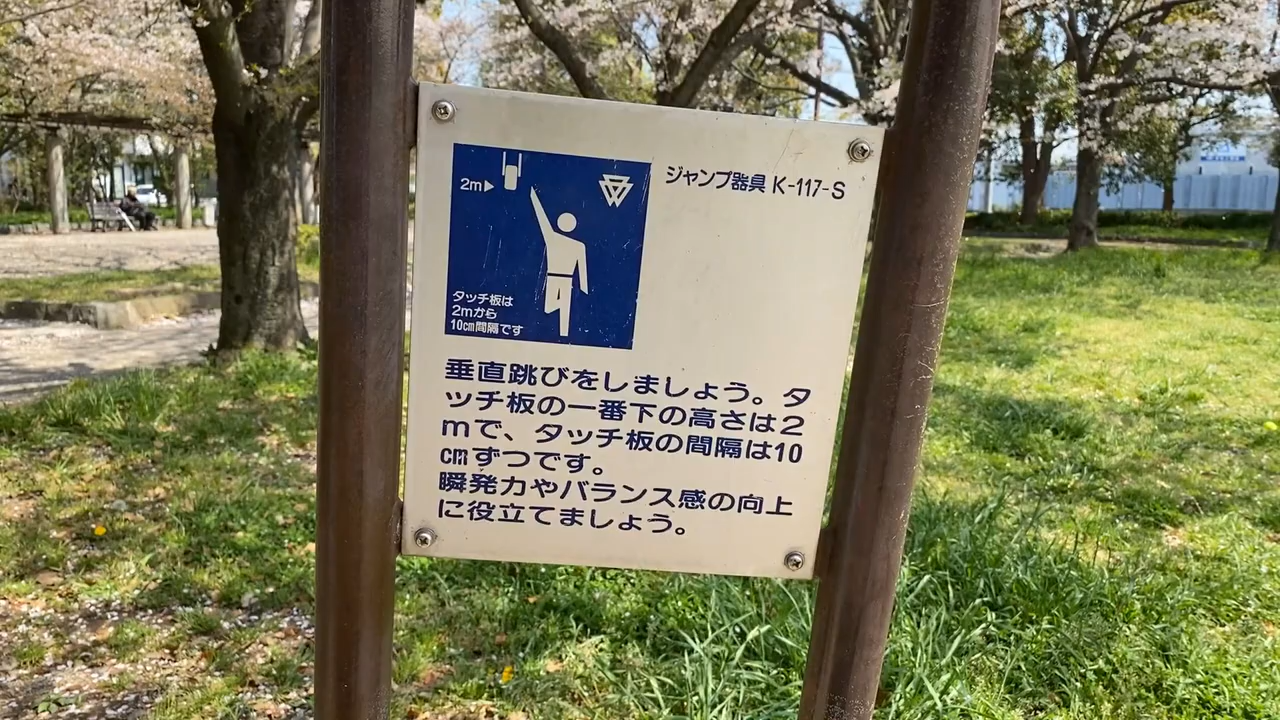 ジャンプ器具 K-117-S
2m▶
タッチ板は
2mから
10㎝間隔です
垂直跳びをしましょう。タ
ッチ板の一番下の高さは2
mで、タッチ板の間隔は10
㎝ずつです。
瞬発力やバランス感の向上
に役立てましょう。